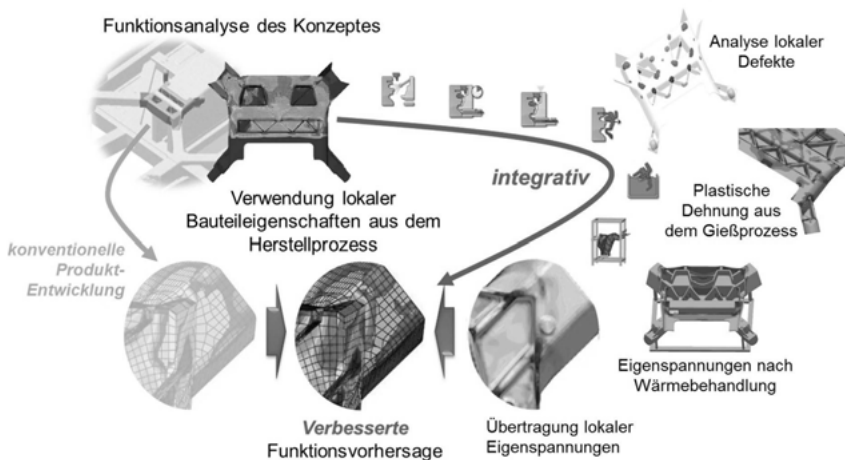 Funktionsanalyse des Konzeptes
Analyse lokaler
Defekte
integrativ
Verwendung lokaler
Bauteileigenschaften aus dem
Herstellprozess
Plastische
Dehnung aus
dem Gießprozess
konventionelle
Produkt-
Entwicklung
Eigenspannungen nach
Wärmebehandlung
Verbesserte
Funktionsvorhersage
Übertragung lokaler
Eigenspannungen